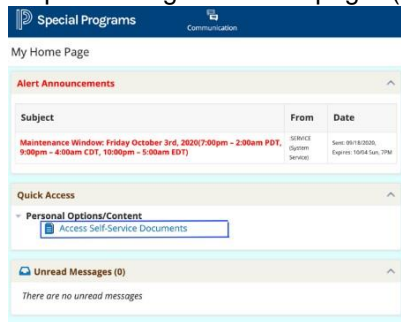 Special Programs
Communication
My Home Page
Alert Announcements
Subject From Date
Maintenance Window: Friday October 3rd, 2020(7:00pm – 2:00am PDT,
9:00pm – 4:00am CDT, 10:00pm – 5:00am EDT)
SERVICE
(System
Service)
Sent: 09/18/2020,
Expires: 10/04 Sun, 7PM
Quick Access
Personal Options/Content
Access Self-Service Documents
Unread Messages (0)
There are no unread messages